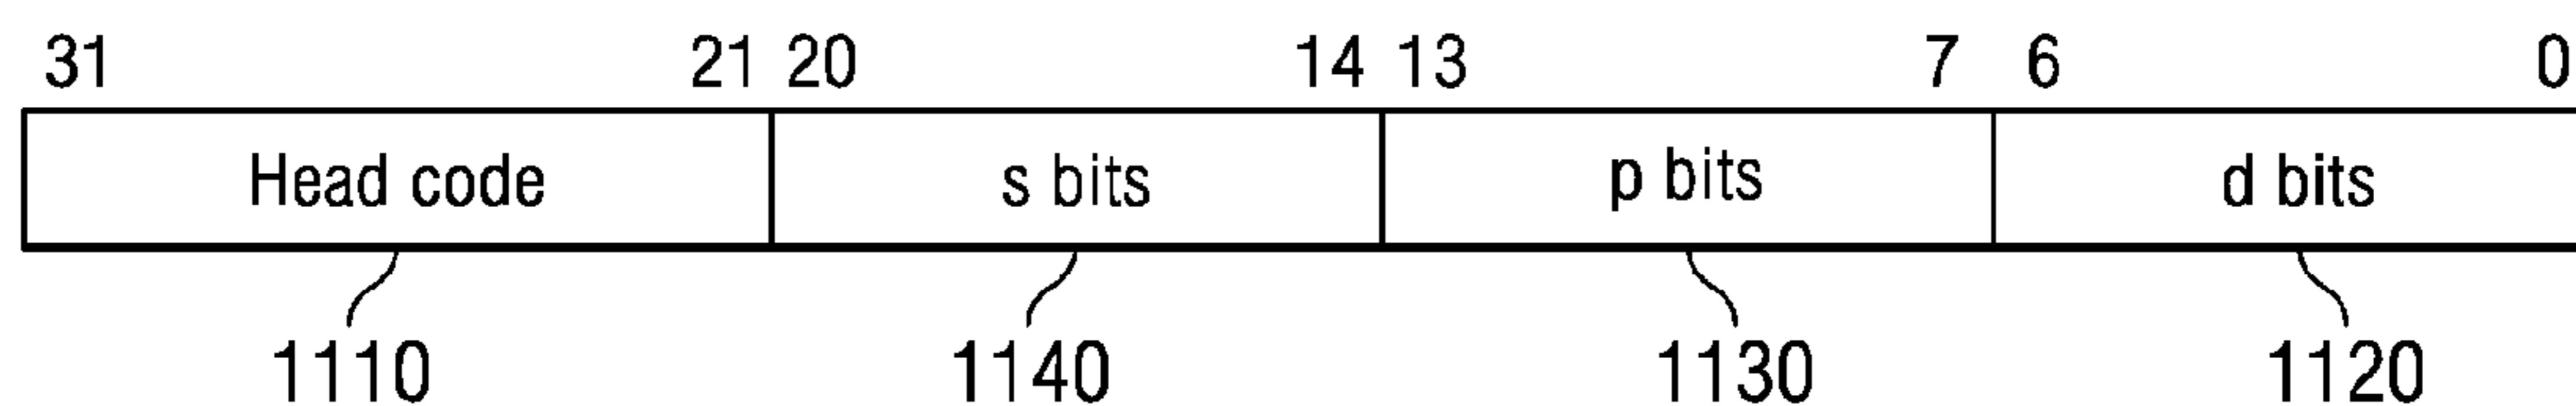 31 21 20 14 13 7 6 0
Head code s bits p bits d bits
1110 1140 1130 1120